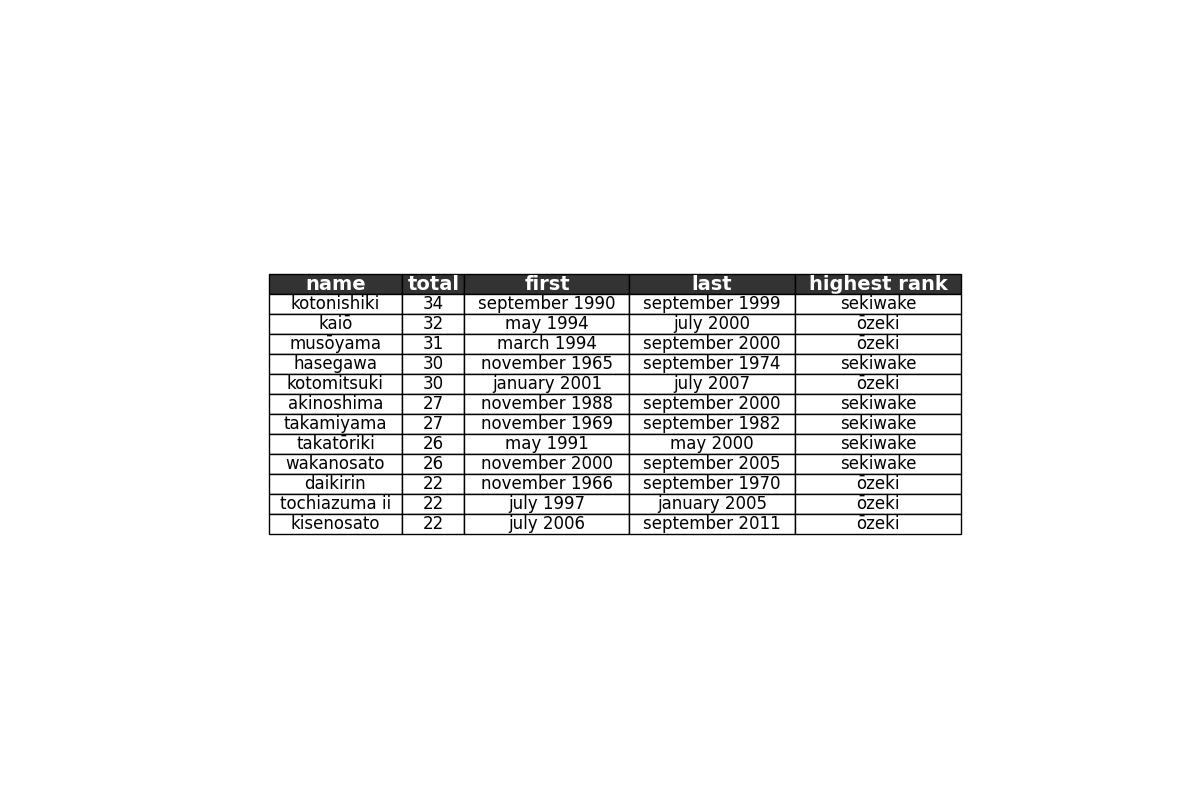 name total first last highest rank
kotonishiki 34 september 1990 september 1999 sekiwake
kaiō 32 may 1994 july 2000 ōzeki
musōyama 31 march 1994 september 2000 ōzeki
hasegawa 30 november 1965 september 1974 sekiwake
kotomitsuki 30 january 2001 july 2007 ōzeki
akinoshima 27 november 1988 september 2000 sekiwake
takamiyama 27 november 1969 september 1982 sekiwake
takatōriki 26 may 1991 may 2000 sekiwake
wakanosato 26 november 2000 september 2005 sekiwake
daikirin 22 november 1966 september 1970 ōzeki
tochiazuma ii 22 july 1997 january 2005 ōzeki
kisenosato 22 july 2006 september 2011 ōzeki